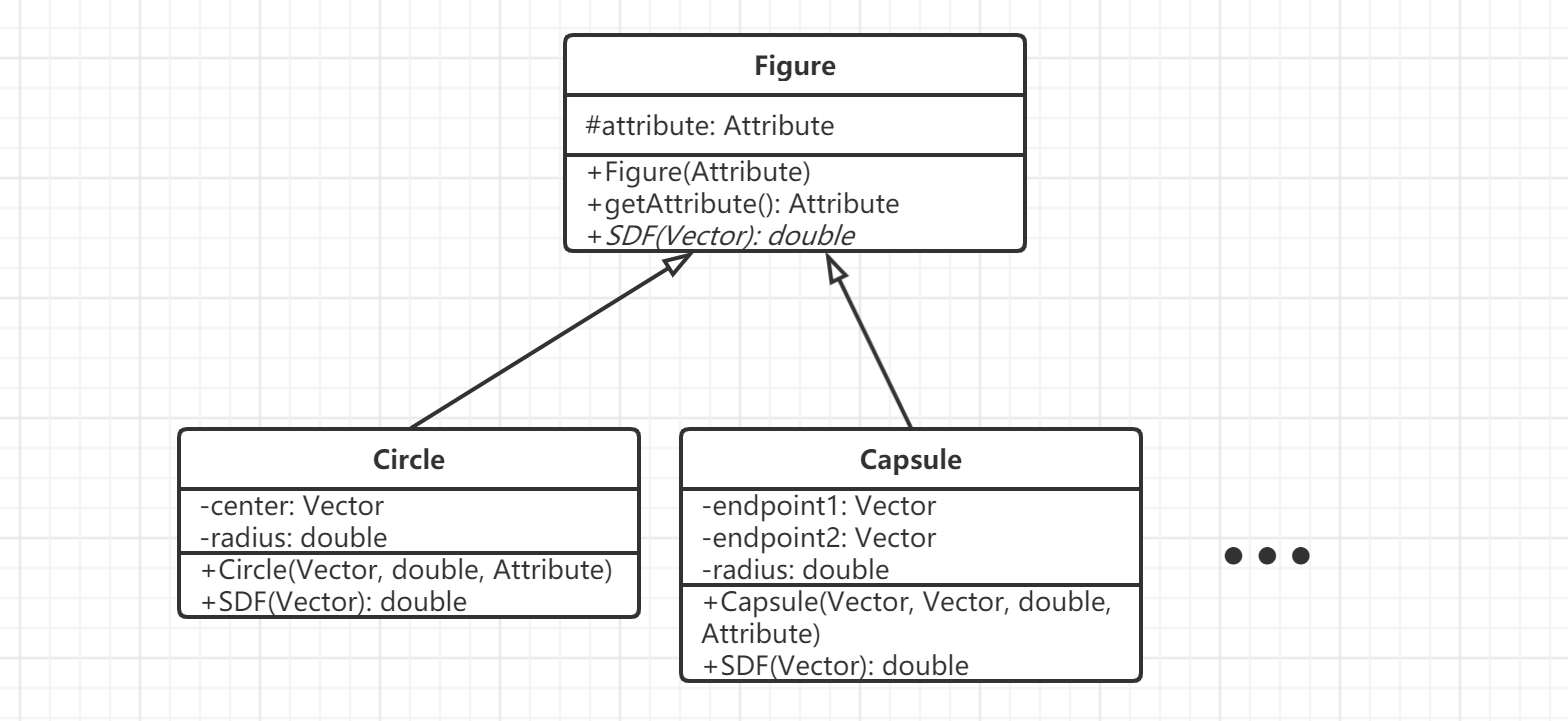 Figure
#attribute: Attribute
+Figure(Attribute)
+getAttribute(): Attribute
+SDF(Vector): double
Circle
-center: Vector
-radius: double
+Circle(Vector, double, Attribute)
+SDF(Vector): double
Capsule
-endpoint1: Vector
-endpoint2: Vector
-radius: double
+Capsule(Vector, Vector, double,
Attribute)
+SDF(Vector): double